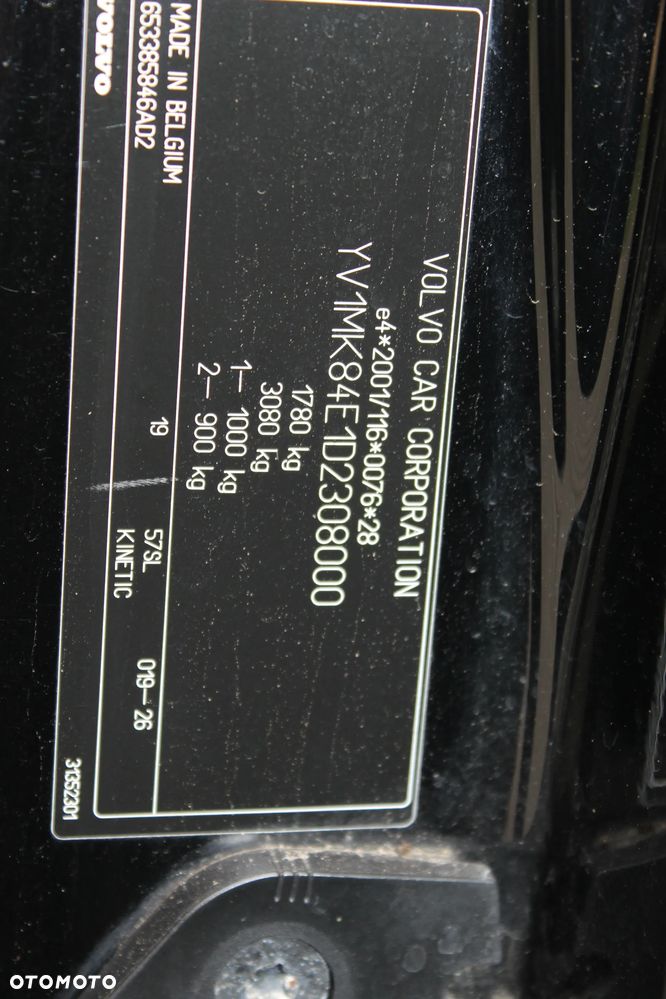 VOLVO CAR CORPORATION
e4*2001/116*0076*28
YV1MK84E1D2308000
1780 kg
3080 kg
1— 1000 kg
2— 900 kg
MADE IN BELGIUM
653385846AD2
19
57SL
KINETIC
019—26
VOLVO
31352301
OTOMOTO